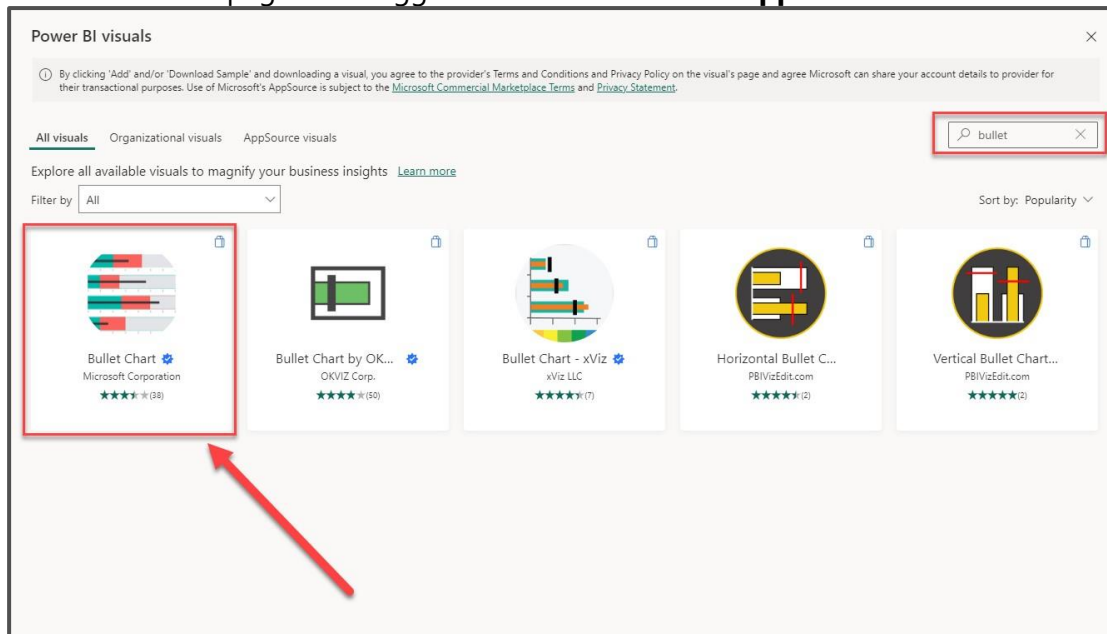 Power BI visuals
By clicking 'Add' and/or 'Download Sample' and downloading a visual, you agree to the provider's Terms and Conditions and Privacy Policy on the visual's page and agree Microsoft can share your account details to provider for
their transactional purposes. Use of Microsoft's AppSource is subject to the Microsoft Commercial Marketplace Terms and Privacy Statement.
All visuals Organizational visuals AppSource visuals
bullet
Explore all available visuals to magnify your business insights Learn more
Filter by All
Sort by: Popularity
Bullet Chart
Microsoft Corporation
(38)
Bullet Chart by OK...
OKVIZ Corp.
(50)
Bullet Chart - xViz
xViz LLC
(7)
Horizontal Bullet C...
PBIVizEdit.com
(2)
Vertical Bullet Chart...
PBIVizEdit.com
(2)